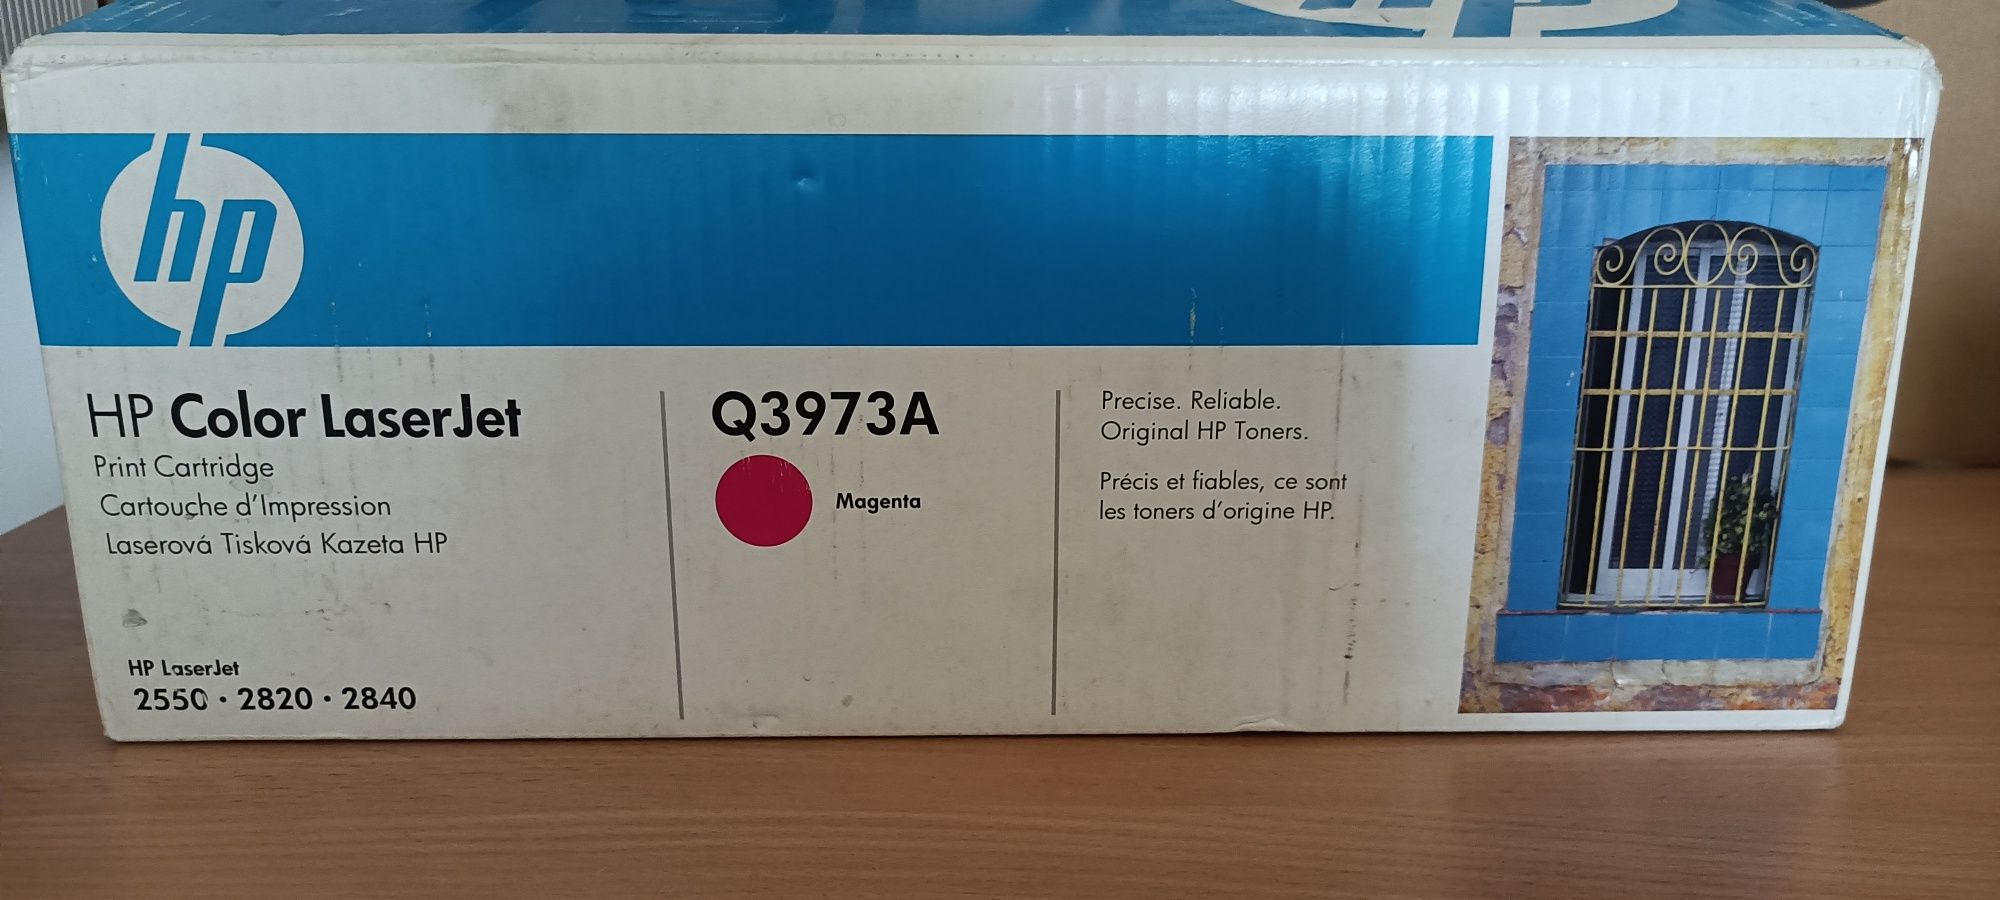 hp
hp
HP Color LaserJet
Print Cartridge
Cartouche d'Impression
Laserová Tisková Kazeta HP
HP LaserJet
2550 · 2820 · 2840
Q3973A
Magenta
Precise. Reliable.
Original HP Toners.
Précis et fiables, ce sont
les toners d'origine HP.